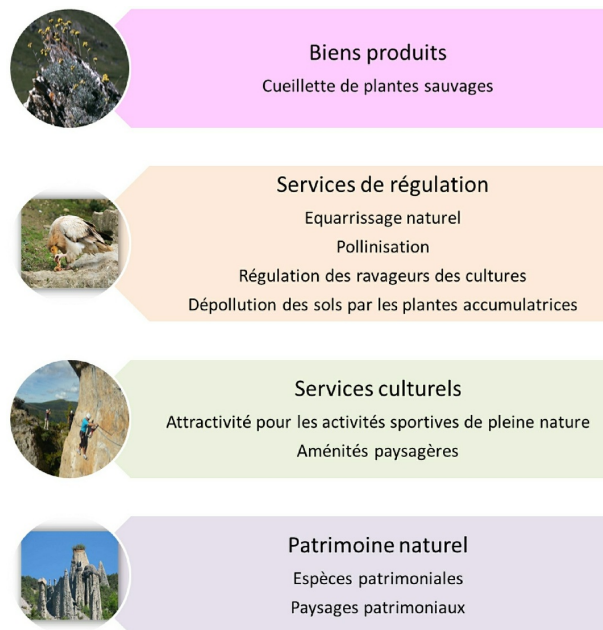 Biens produits
Cueillette de plantes sauvages
Services de régulation
Equarrissage naturel
Pollinisation
Régulation des ravageurs des cultures
Dépollution des sols par les plantes accumulatrices
Services culturels
Attractivité pour les activités sportives de pleine nature
Aménités paysagères
Patrimoine naturel
Espèces patrimoniales
Paysages patrimoniaux